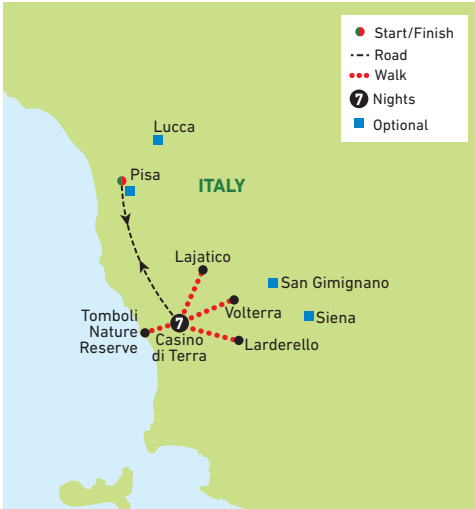 Start/Finish
Road
Walk
7 Nights
Optional
Lucca
Pisa
ITALY
Lajatico
San Gimignano
Volterra
Siena
Tomboli
Nature
Reserve
7
Casino
di Terra
Larderello